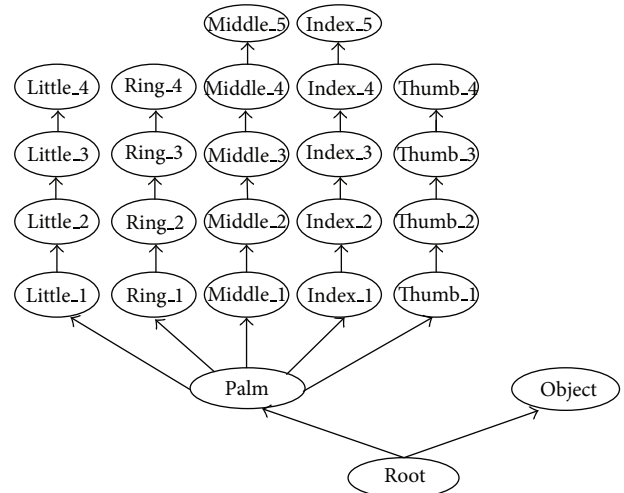 Middle_5 Index_5
Little_4 Ring_4 Middle_4 Index_4 Thumb_4
Little_3 Ring_3 Middle_3 Index_3 Thumb_3
Little_2 Ring_2 Middle_2 Index_2 Thumb_2
Little_1 Ring_1 Middle_1 Index_1 Thumb_1
Palm Object
Root